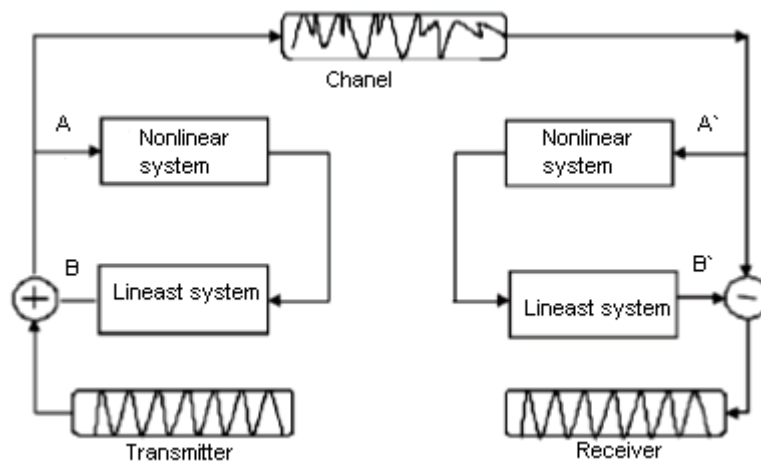 Chanel
A
Nonlinear
system
A`
Nonlinear
system
B
Lineast system
B`
Lineast system
+
-
Transmitter
Receiver